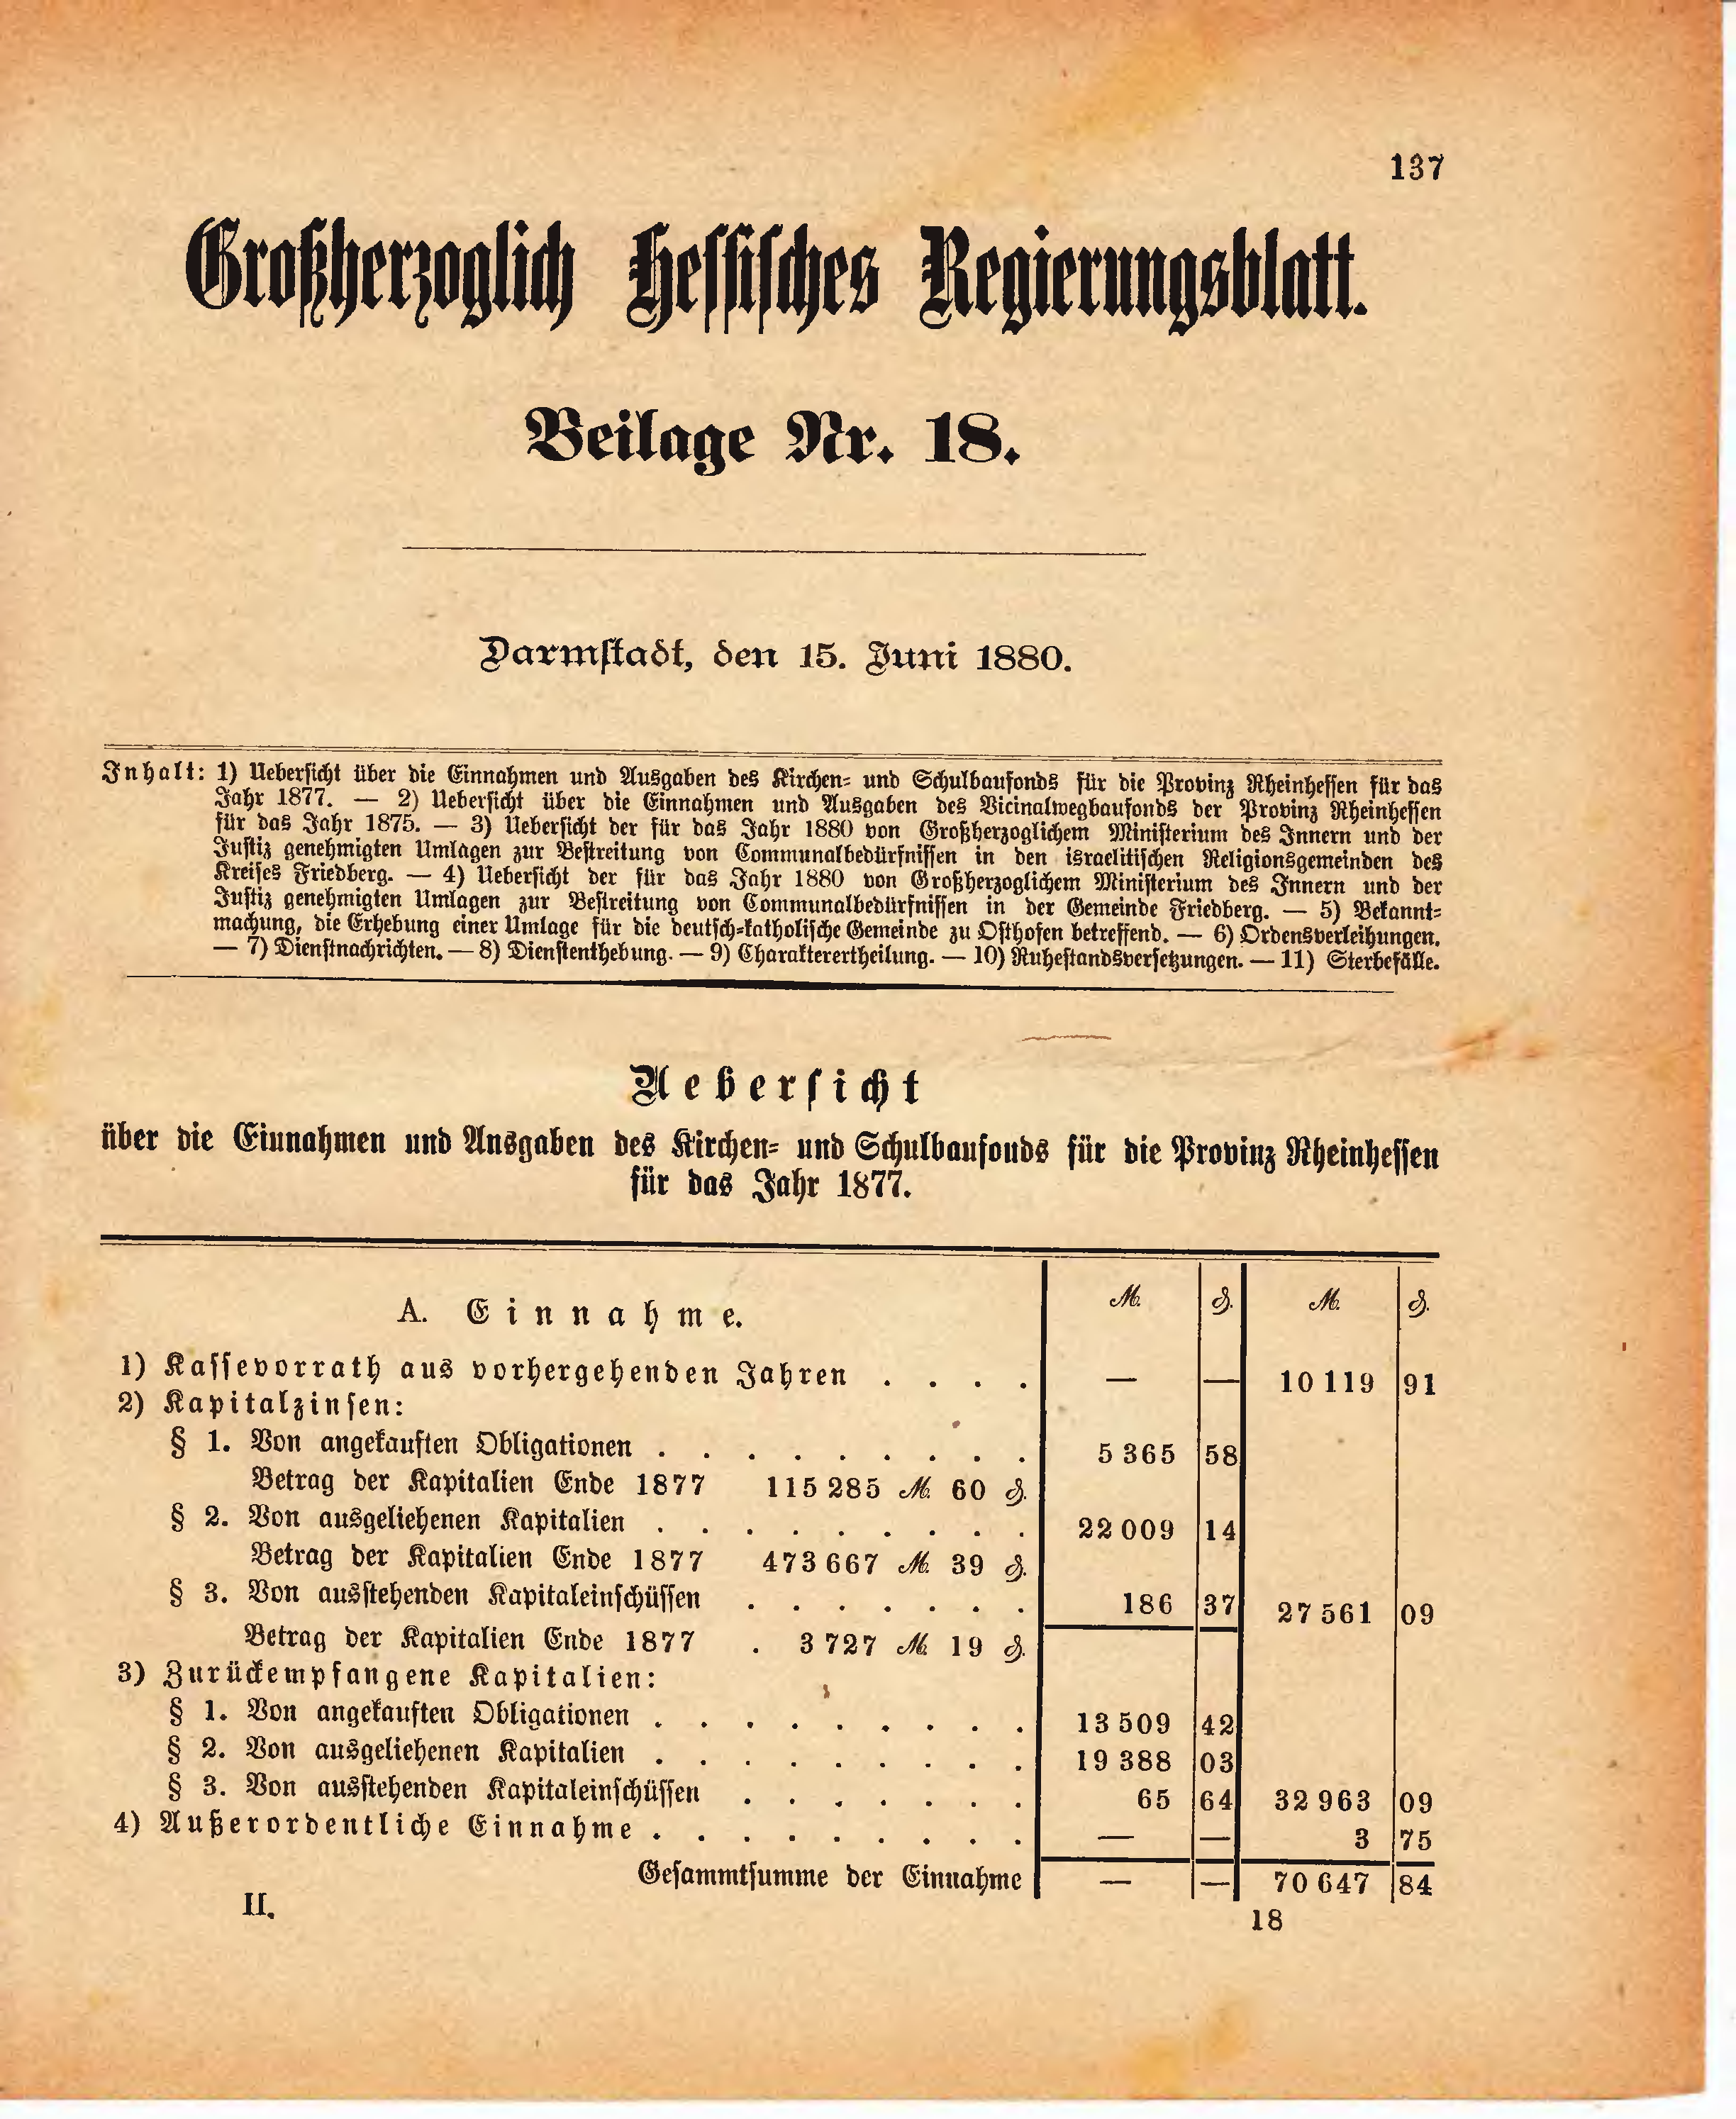 137
Großherzoglich Hessisches Regierungsblatt.
Beilage Nr. 18.
Darmstadt, den 15. Juni 1880.
Inhalt: 1) Uebersicht über die Einnahmen und Ausgaben des Kirchen- und Schulbaufonds für die Provinz Rheinhessen für das
Jahr 1877. — 2) Uebersicht über die Einnahmen und Ausgaben des Vicinalwegbaufonds der Provinz Rheinhessen
für das Jahr 1875. — 3) Uebersicht der für das Jahr 1880 von Großherzoglichem Ministerium des Innern und der
Justiz genehmigten Umlagen zur Bestreitung von Communalbedürfnissen in den israelitischen Religionsgemeinden des
Kreises Friedberg. — 4) Uebersicht der für das Jahr 1880 von Großherzoglichem Ministerium des Innern und der
Justiz genehmigten Umlagen zur Bestreitung von Communalbedürfnissen in der Gemeinde Friedberg. — 5) Bekannt-
machung, die Erhebung einer Umlage für die deutsch-katholische Gemeinde zu Osthofen betreffend. — 6) Ordensverleihungen.
— 7) Dienstnachrichten. — 8) Dienstenthebung. — 9) Charakterertheilung. — 10) Ruhestandsversetzungen. — 11) Sterbefälle.
Uebersicht
über die Einnahmen und Ausgaben des Kirchen- und Schulbaufonds für die Provinz Rheinhessen
für das Jahr 1877.
A. Einnahme. ℳ. ₰. ℳ. ₰.
1) Kassevorrath aus vorhergehenden Jahren . . . . — — 10 119 91
2) Kapitalzinsen:
§ 1. Von angekauften Obligationen . . . . . . . . . 5 365 58
Betrag der Kapitalien Ende 1877 115 285 ℳ. 60 ₰.
§ 2. Von ausgeliehenen Kapitalien . . . . . . . . . 22 009 14
Betrag der Kapitalien Ende 1877 473 667 ℳ. 39 ₰.
§ 3. Von ausstehenden Kapitaleinschüssen . . . . . . . 186 37 27 561 09
Betrag der Kapitalien Ende 1877 . 3 727 ℳ. 19 ₰.
3) Zurückempfangene Kapitalien:
§ 1. Von angekauften Obligationen . . . . . . . . . 13 509 42
§ 2. Von ausgeliehenen Kapitalien . . . . . . . . . 19 388 03
§ 3. Von ausstehenden Kapitaleinschüssen . . . . . . . 65 64 32 963 09
4) Außerordentliche Einnahme . . . . . . . . . — — 3 75
Gesammtsumme der Einnahme — — 70 647 84
II. 18